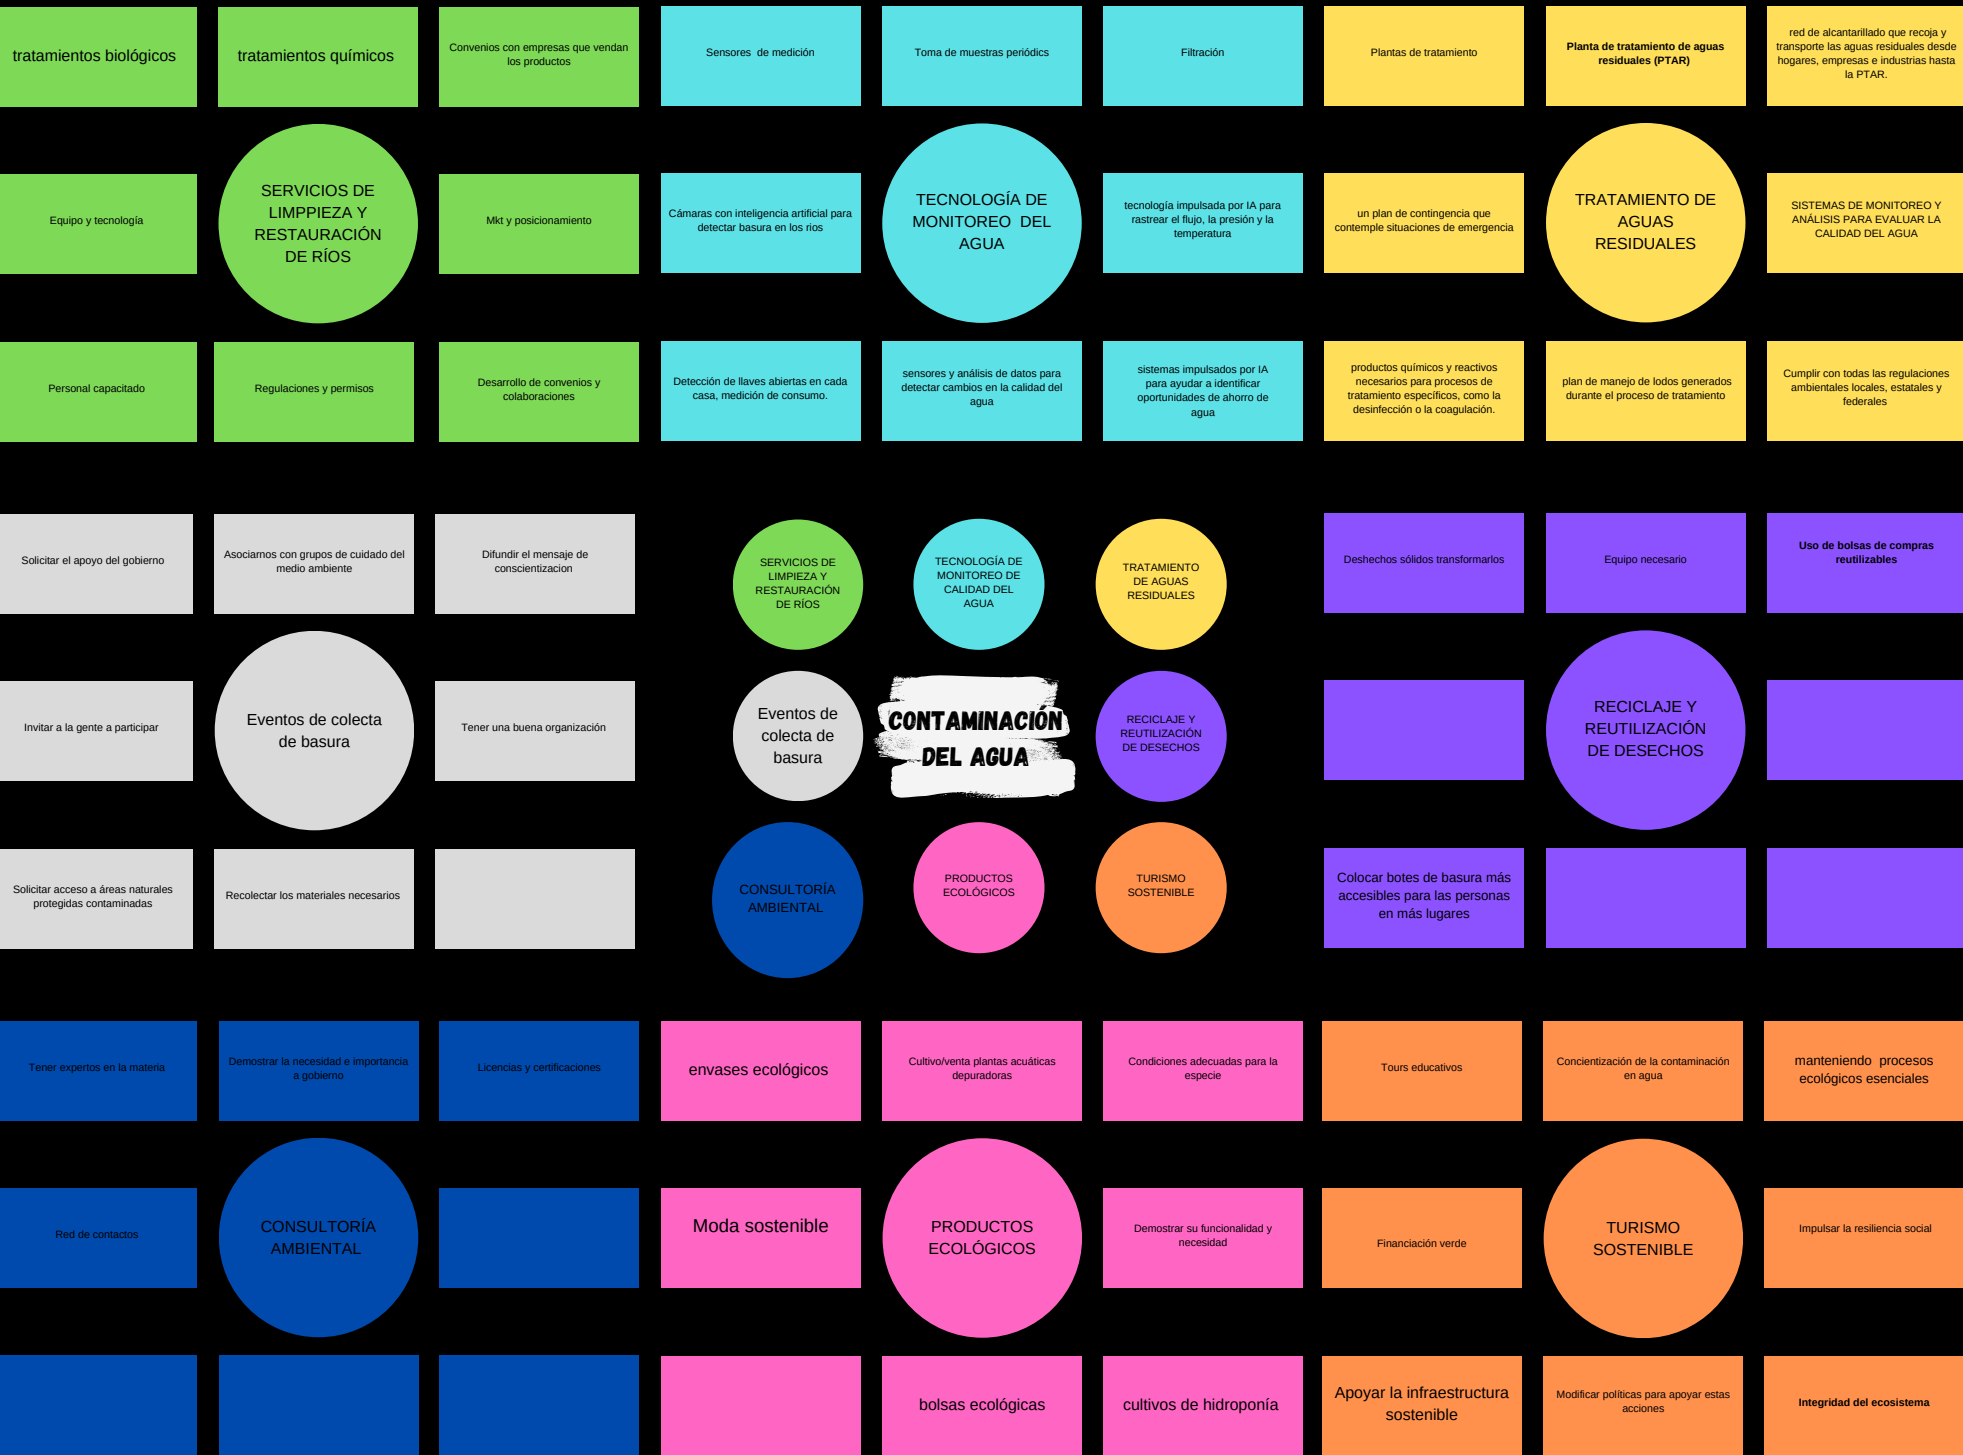 tratamientos biológicos
tratamientos químicos
Convenios con empresas que vendan
los productos
Equipo y tecnología
SERVICIOS DE
LIMPPIEZA Y
RESTAURACIÓN
DE RÍOS
Mkt y posicionamiento
Personal capacitado
Regulaciones y permisos
Desarrollo de convenios y
colaboraciones
Sensores  de medición
Toma de muestras periódics
Filtración
Cámaras con inteligencia artificial para
detectar basura en los rios
TECNOLOGÍA DE
MONITOREO  DEL
AGUA
tecnología impulsada por IA para
rastrear el flujo, la presión y la
temperatura
Detección de llaves abiertas en cada
casa, medición de consumo.
sensores y análisis de datos para
detectar cambios en la calidad del
agua
sistemas impulsados por IA
para ayudar a identificar
oportunidades de ahorro de
agua
Plantas de tratamiento
Planta de tratamiento de aguas
residuales (PTAR)
red de alcantarillado que recoja y
transporte las aguas residuales desde
hogares, empresas e industrias hasta
la PTAR.
un plan de contingencia que
contemple situaciones de emergencia
TRATAMIENTO DE
AGUAS
RESIDUALES
SISTEMAS DE MONITOREO Y
ANÁLISIS PARA EVALUAR LA
CALIDAD DEL AGUA
productos químicos y reactivos
necesarios para procesos de
tratamiento específicos, como la
desinfección o la coagulación.
plan de manejo de lodos generados
durante el proceso de tratamiento
Cumplir con todas las regulaciones
ambientales locales, estatales y
federales
Solicitar el apoyo del gobierno
Asociarnos con grupos de cuidado del
medio ambiente
Difundir el mensaje de
conscientizacion
Invitar a la gente a participar
Eventos de colecta
de basura
Tener una buena organización
Solicitar acceso a áreas naturales
protegidas contaminadas
Recolectar los materiales necesarios
SERVICIOS DE
LIMPIEZA Y
RESTAURACIÓN
DE RÍOS
TECNOLOGÍA DE
MONITOREO DE
CALIDAD DEL
AGUA
TRATAMIENTO
DE AGUAS
RESIDUALES
Eventos de
colecta de
basura
CONTAMINACIÓN
DEL AGUA
RECICLAJE Y
REUTILIZACIÓN
DE DESECHOS
CONSULTORÍA
AMBIENTAL
PRODUCTOS
ECOLÓGICOS
TURISMO
SOSTENIBLE
Deshechos sólidos transformarlos
Equipo necesario
Uso de bolsas de compras
reutilizables
RECICLAJE Y
REUTILIZACIÓN
DE DESECHOS
Colocar botes de basura más
accesibles para las personas
en más lugares
Tener expertos en la materia
Demostrar la necesidad e importancia
a gobierno
Licencias y certificaciones
Red de contactos
CONSULTORÍA
AMBIENTAL
envases ecológicos
Cultivo/venta plantas acuáticas
depuradoras
Condiciones adecuadas para la
especie
Moda sostenible
PRODUCTOS
ECOLÓGICOS
Demostrar su funcionalidad y
necesidad
bolsas ecológicas
cultivos de hidroponía
Tours educativos
Concientización de la contaminación
en agua
manteniendo  procesos
ecológicos esenciales
Financiación verde
TURISMO
SOSTENIBLE
Impulsar la resiliencia social
Apoyar la infraestructura
sostenible
Modificar políticas para apoyar estas
acciones
Integridad del ecosistema